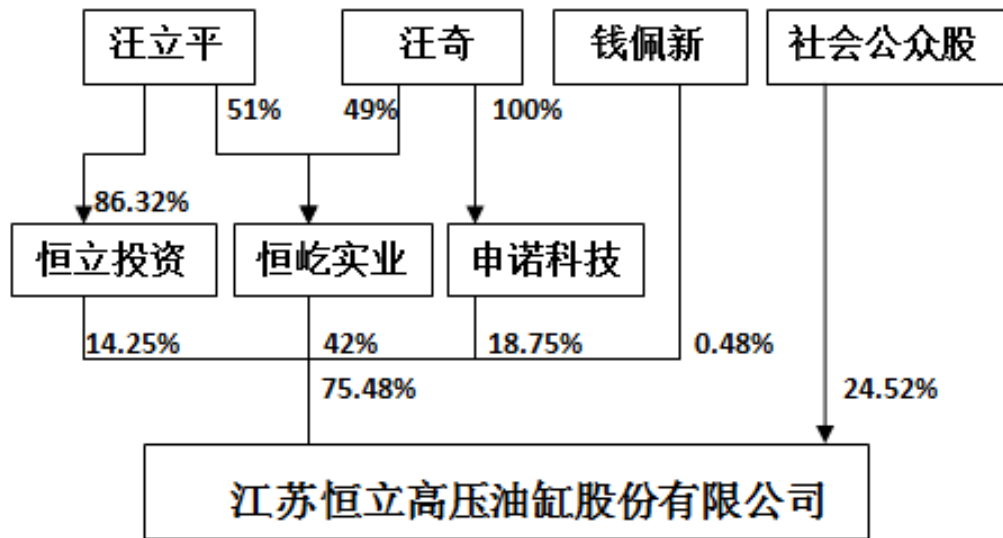 汪立平
汪奇
钱佩新
社会公众股
51%
49%
100%
86.32%
恒立投资
恒屹实业
申诺科技
14.25%
42%
18.75%
0.48%
75.48%
24.52%
江苏恒立高压油缸股份有限公司